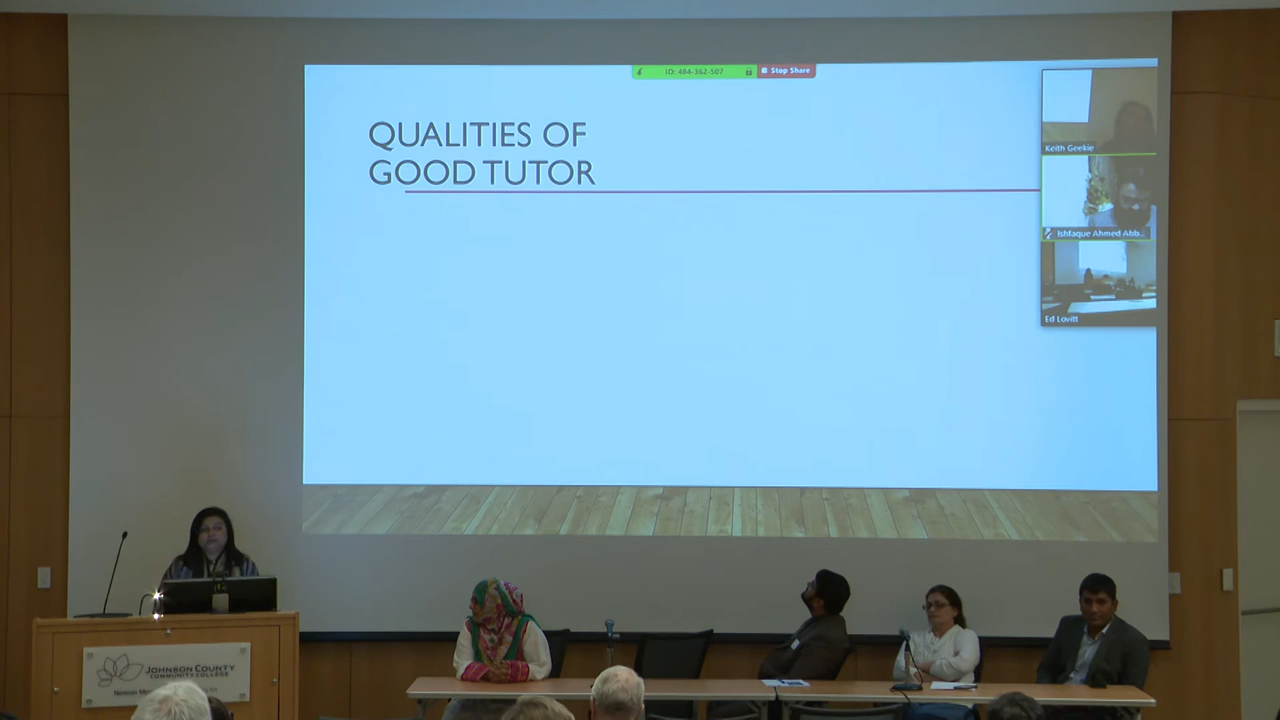 ID: 484-362-507
Stop Share
QUALITIES OF
GOOD TUTOR
Keith Geekie
Ishfaque Ahmed Abb...
Ed Lovitt
JOHNSON COUNTY
COMMUNITY COLLEGE